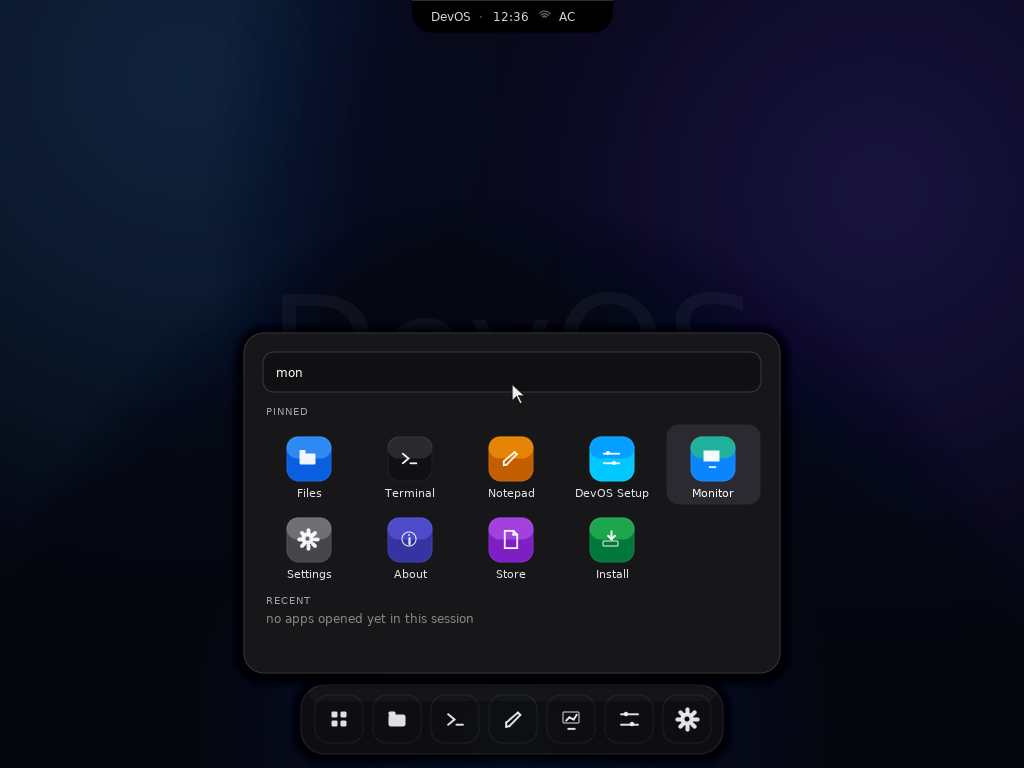 DevOS · 12:36 AC
DevOS
mon
PINNED
Files Terminal Notepad DevOS Setup Monitor
Settings About Store Install
RECENT
no apps opened yet in this session